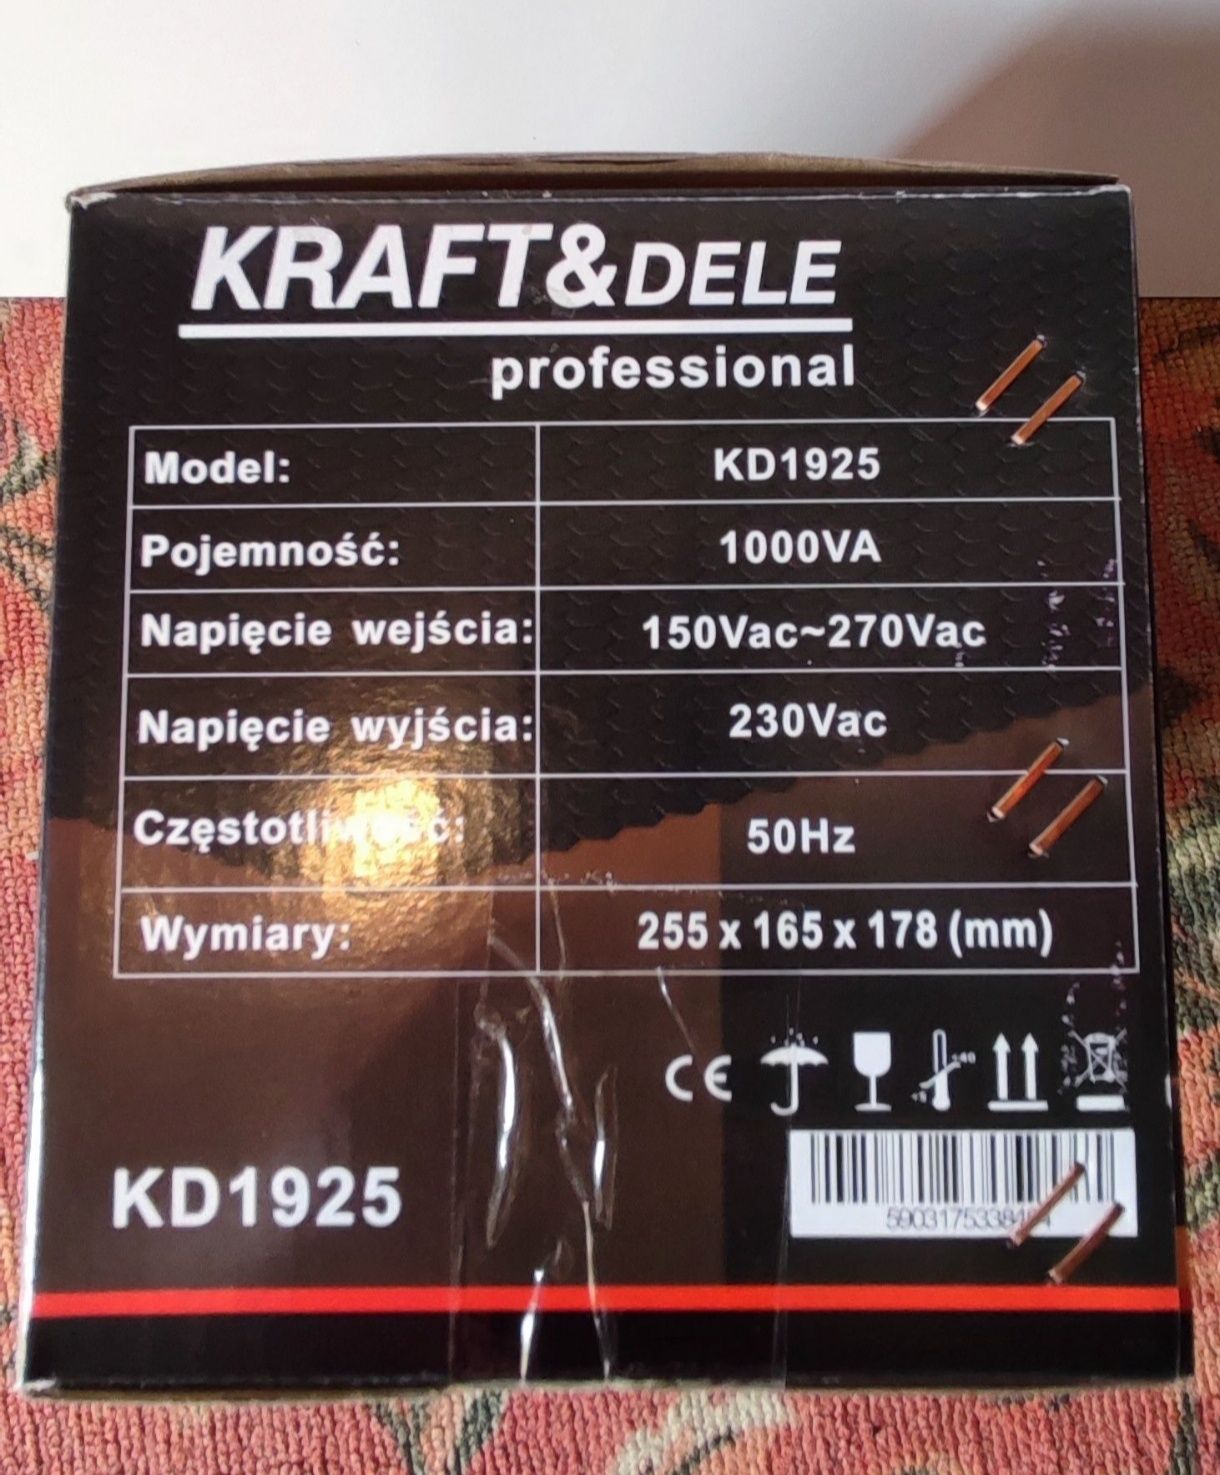 KRAFT&DELE
professional
Model: KD1925
Pojemność: 1000VA
Napięcie wejścia: 150Vac~270Vac
Napięcie wyjścia: 230Vac
Częstotliwość: 50Hz
Wymiary: 255 x 165 x 178 (mm)
CE
KD1925